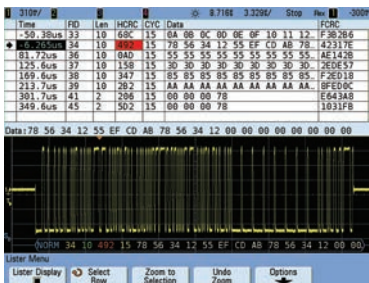 310♯/ 8.716$ 3.329$/ Stop -300♯
Time FID Len HCRC CYC Data FCRC
-50.38us 33 10 68C 15 0A 0B 0C 0D 0E 0F 10 11 12… F3B2B6
-6.265us 34 10 492 15 78 56 34 12 55 EF CD AB 78… 42317E
81.72us 36 10 0AD 15 55 55 55 55 55 55 55 55 55… AE142B
125.6us 37 10 158 15 3D 3D 3D 3D 3D 3D 3D 3D 3D… 2EDE57
169.6us 38 10 347 15 85 85 85 85 85 85 85 85 85… F2ED18
213.7us 39 10 2B2 15 AA AA AA AA AA AA AA AA AA… 8FED0C
301.7us 41 2 206 15 00 00 00 78 E643A8
349.6us 45 2 5D2 15 00 00 00 78 1031FB
Data: 78 56 34 12 55 EF CD AB 78 56 34 12 00 00 00 00 00 00 00 00
(NORM 34 10 492 15 78 56 34 12 55 EF CD AB 78 56 34 12 00 00
Lister Menu
Lister Display Select Row Zoom to Selection Undo Zoom Options